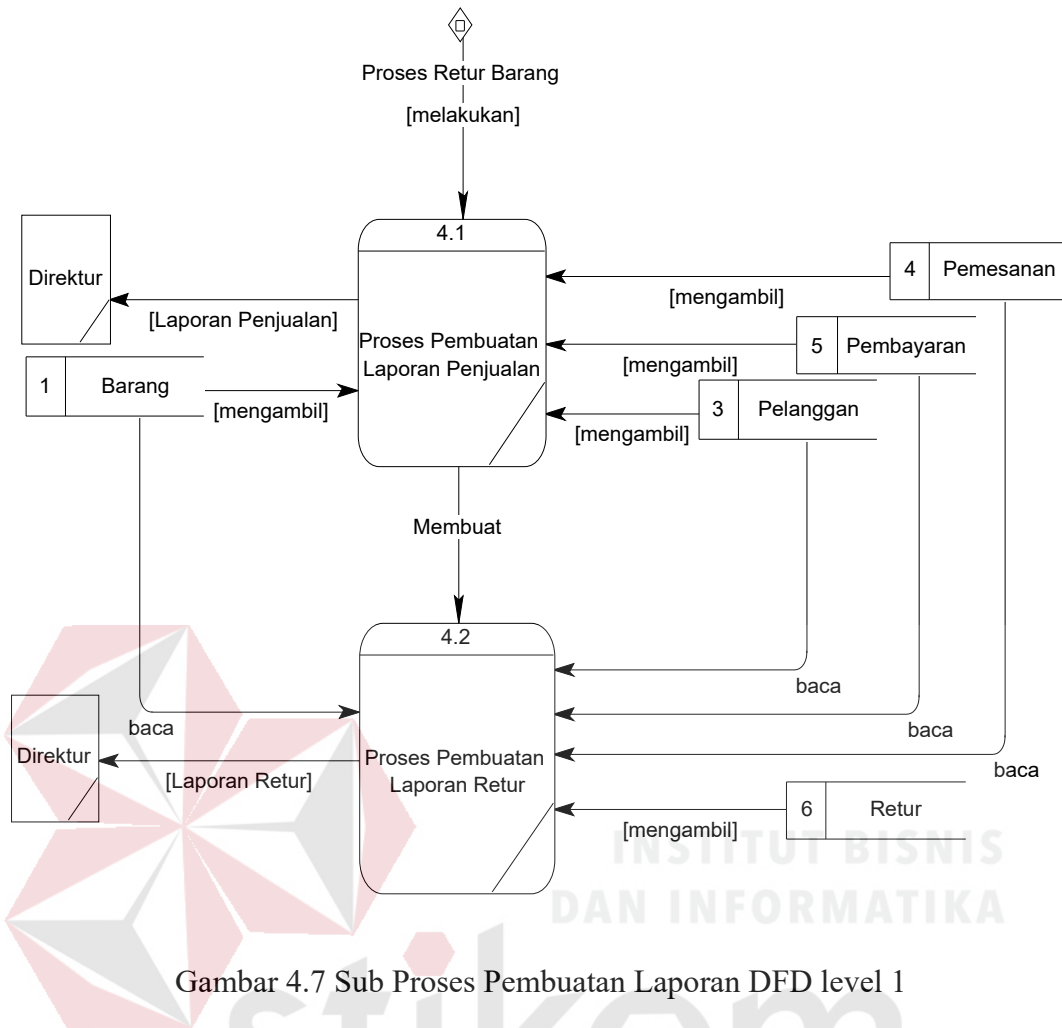 Proses Retur Barang
[melakukan]
4.1
Direktur
4 Pemesanan
[mengambil]
[Laporan Penjualan]
Proses Pembuatan
Laporan Penjualan
5 Pembayaran
[mengambil]
1 Barang
[mengambil]
3 Pelanggan
[mengambil]
Membuat
4.2
baca
baca
baca
baca
Direktur
[Laporan Retur]
Proses Pembuatan
Laporan Retur
6 Retur
[mengambil]
INSTITUT BISNIS
DAN INFORMATIKA
Gambar 4.7 Sub Proses Pembuatan Laporan DFD level 1
stikom